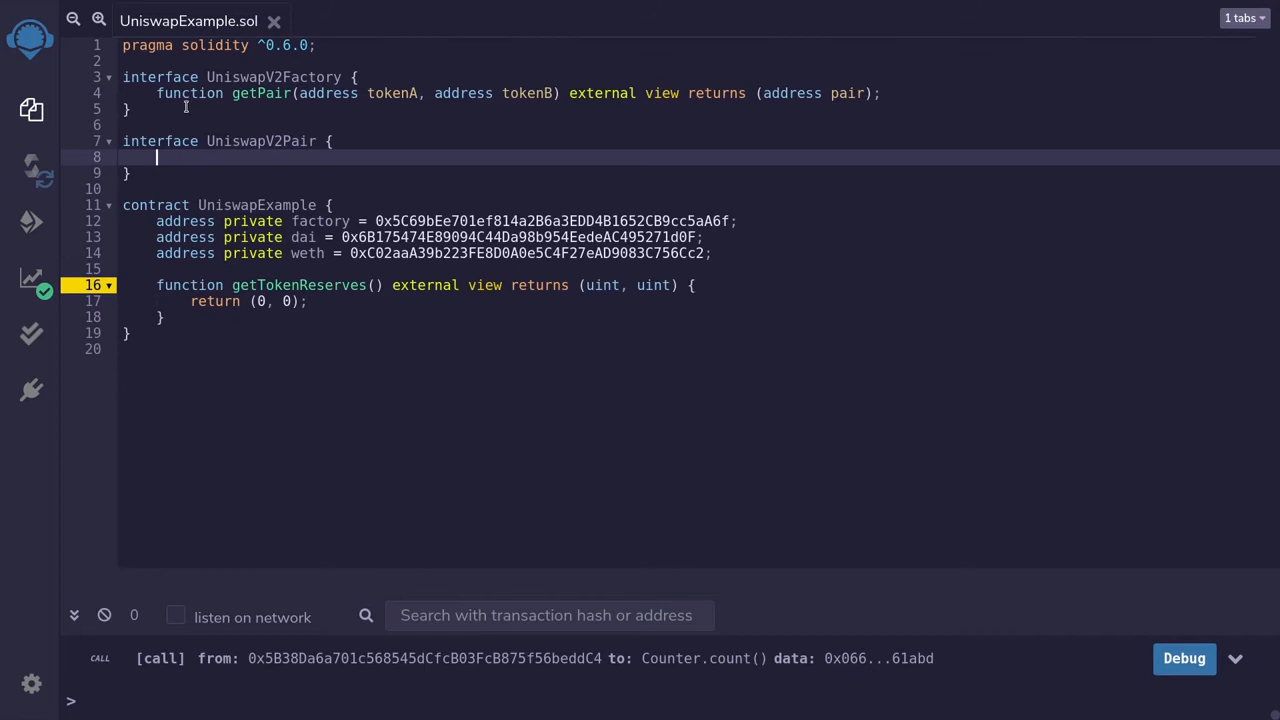 UniswapExample.sol
1 tabs
1 pragma solidity ^0.6.0;
2
3 interface UniswapV2Factory {
4 function getPair(address tokenA, address tokenB) external view returns (address pair);
5 }
6
7 interface UniswapV2Pair {
8
9 }
10
11 contract UniswapExample {
12 address private factory = 0x5C69bEe701ef814a2B6a3EDD4B1652CB9cc5aA6f;
13 address private dai = 0x6B175474E89094C44Da98b954EedeAC495271d0F;
14 address private weth = 0xC02aaA39b223FE8D0A0e5C4F27eAD9083C756Cc2;
15
16 function getTokenReserves() external view returns (uint, uint) {
17 return (0, 0);
18 }
19 }
20
0 listen on network Search with transaction hash or address
CALL [call] from: 0x5B38Da6a701c568545dCfcB03FcB875f56beddC4 to: Counter.count() data: 0x066...61abd Debug
>